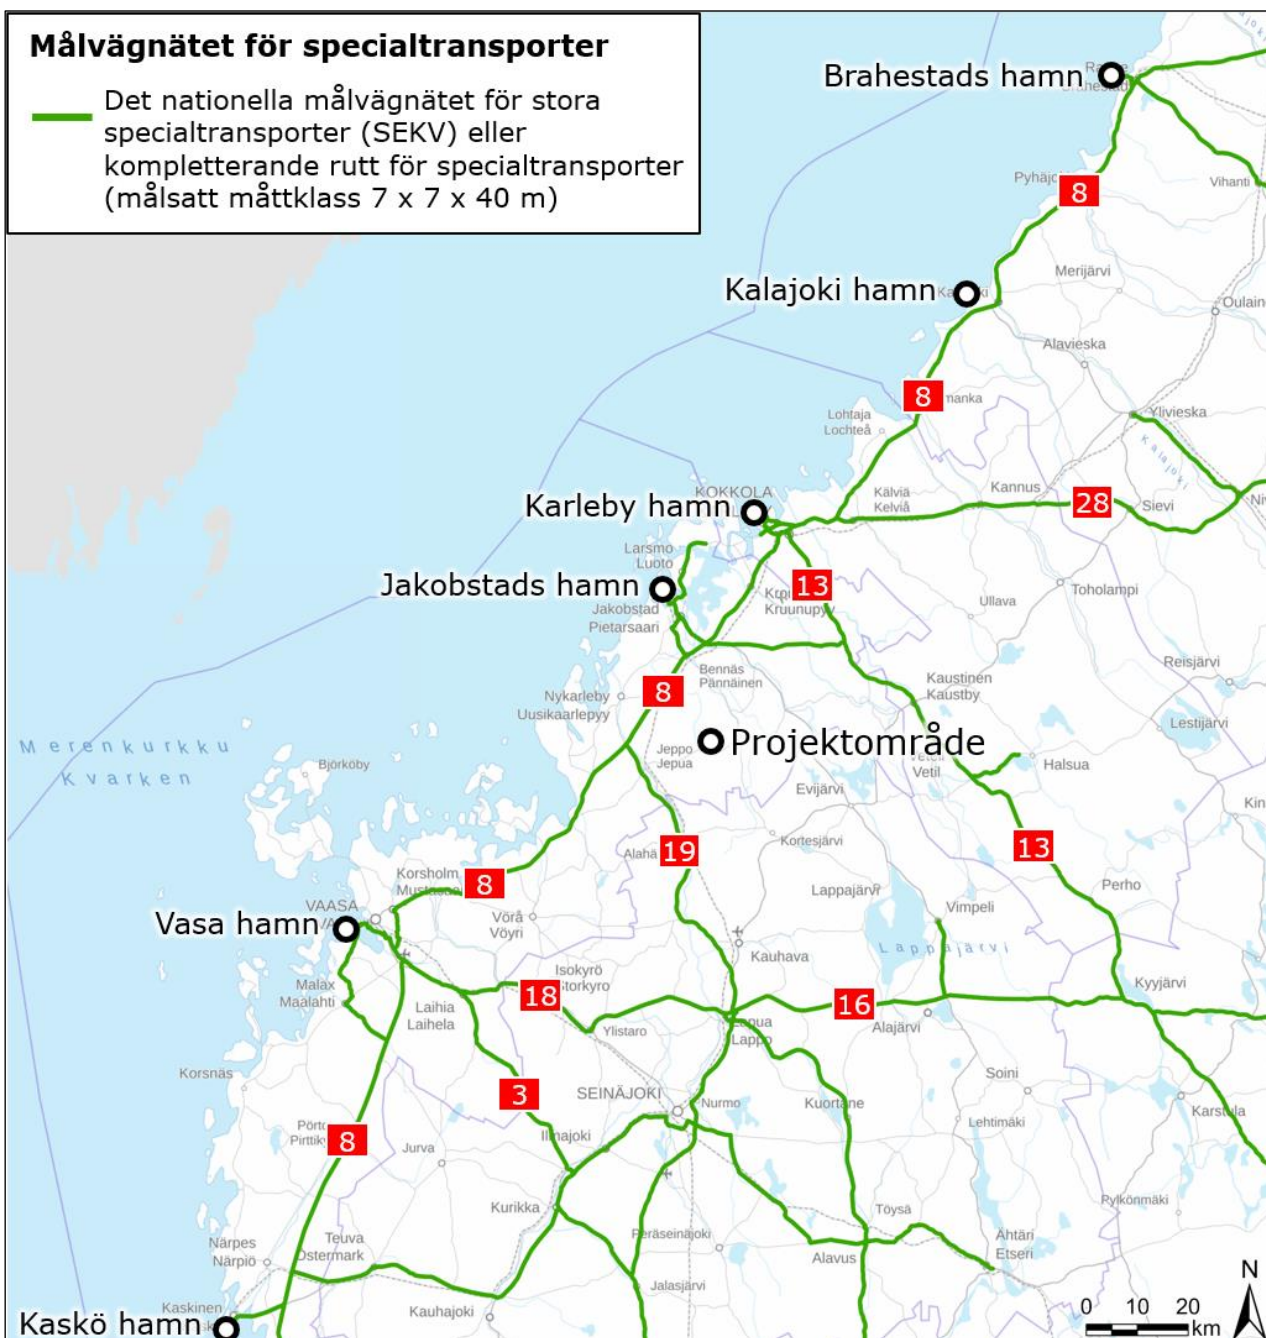 Målvägnätet för specialtransporter
Det nationella målvägnätet för stora
specialtransporter (SEKV) eller
kompletterande rutt för specialtransporter
(målsatt måttklass 7 x 7 x 40 m)
Brahestads hamn
8
Vihanti
Merijärvi
Kalajoki hamn
Oulain
Alavieska
8
Lohtaja
Lochteå
Ylivieska
Kalajoki
KOKKOLA
Karleby hamn
Kälviä
Kelviå
Kannus
28
Sievi
Larsmo
Luoto
Jakobstads hamn
13
Kruunupyy
Ullava
Toholampi
Jakobstad
Pietarsaari
Bennäs
Pännäinen
Reisjärvi
8
Nykarleby
Uusikaarlepyy
Kaustinen
Kaustby
Lestijärvi
Merenkurkku
Kvarken
Jeppo
Jepua
Projektområde
Vetil
Halsua
Björköby
Evijärvi
Kortesjärvi
19
13
Korsholm
8
Lappajärvi
Perho
VAASA
Vasa hamn
Vörå
Vöyri
Vimpeli
Lappajärvi
Kauhava
Isokyrö
Storkyro
Malax
Maalahti
Laihia
Laihela
18
16
Kyyjärvi
Ylistaro
Lapua
Lappo
Alajärvi
Korsnäs
3
SEINÄJOKI
Nurmo
Kuortane
Soini
Lehtimäki
Karstula
8
Jurva
Ilmajoki
Kurikka
Töysä
Pylkönmäki
Närpes
Närpiö
Teuva
Östermark
Peräseinäjoki
Alavus
Ähtäri
Etseri
Kaskinen
Kaskö hamn
Kauhajoki
Jalasjärvi
N
0 10 20
km